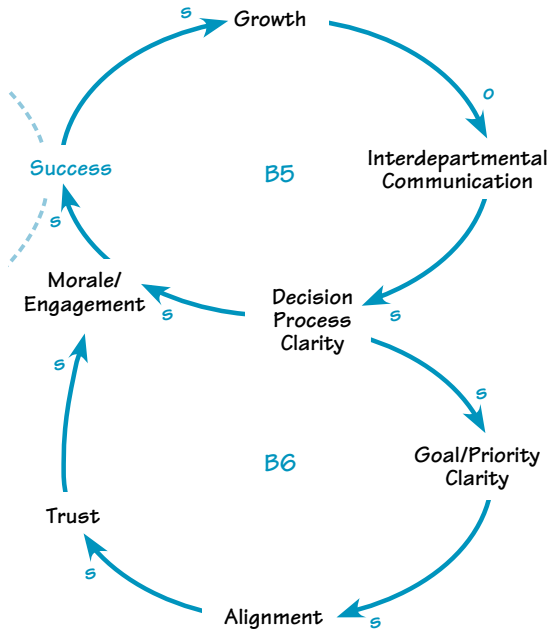 s
Growth
o
Success
B5
Interdepartmental
Communication
s
Morale/
Engagement
s
Decision
Process
Clarity
s
s
s
B6
Goal/Priority
Clarity
Trust
s
Alignment
s